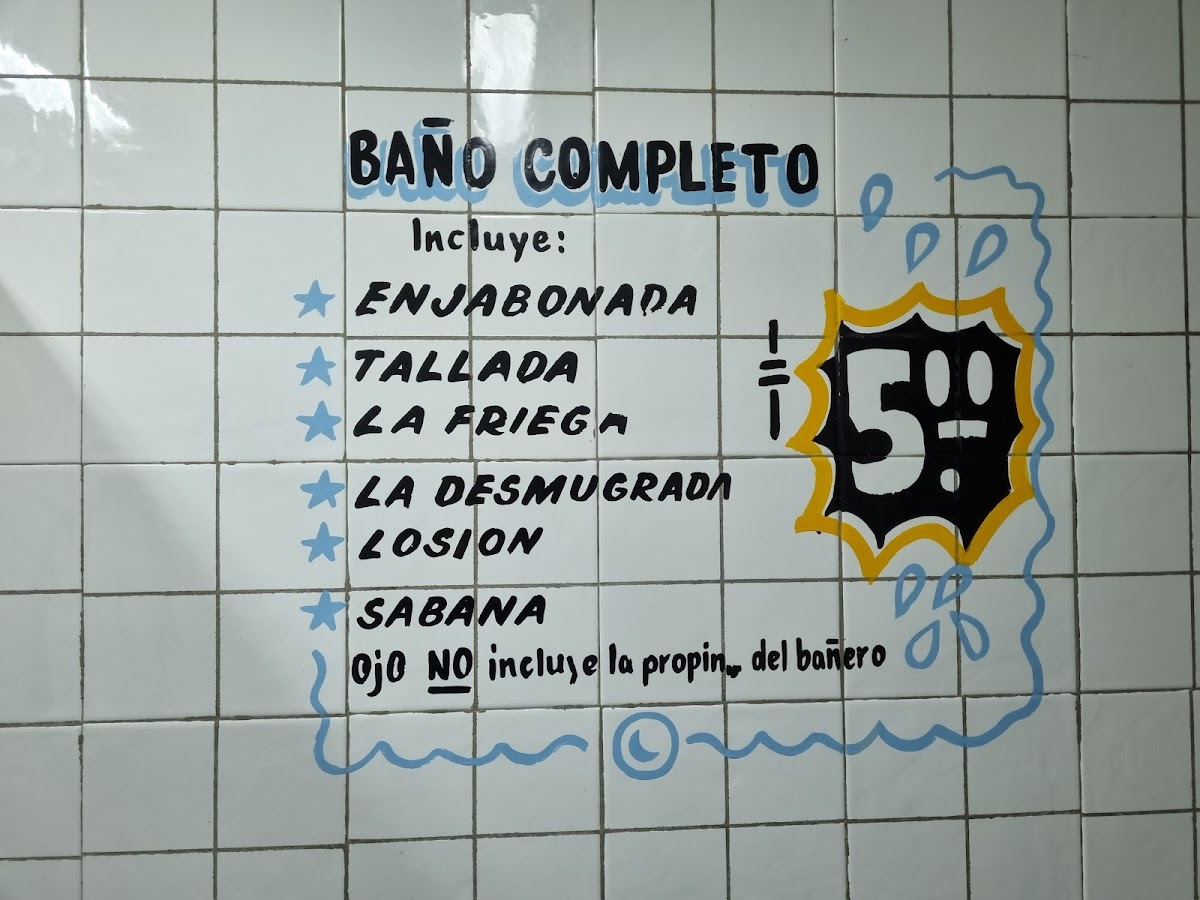 BAÑO COMPLETO
Incluye:
ENJABONADA
TALLADA
LA FRIEGA
LA DESMUGRADA
LOSION
SABANA
$5.00
Ojo NO incluye la propina del bañero